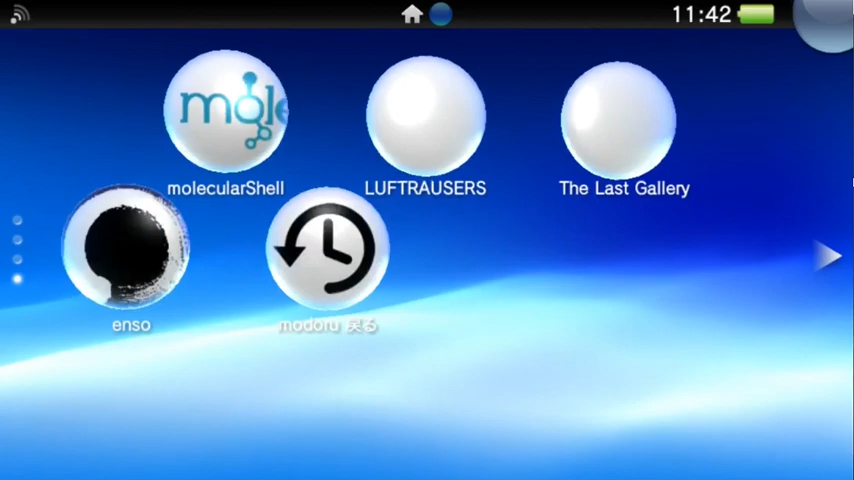 11:42
mole
molecularShell
LUFTRAUSERS
The Last Gallery
enso
modoru 戻る